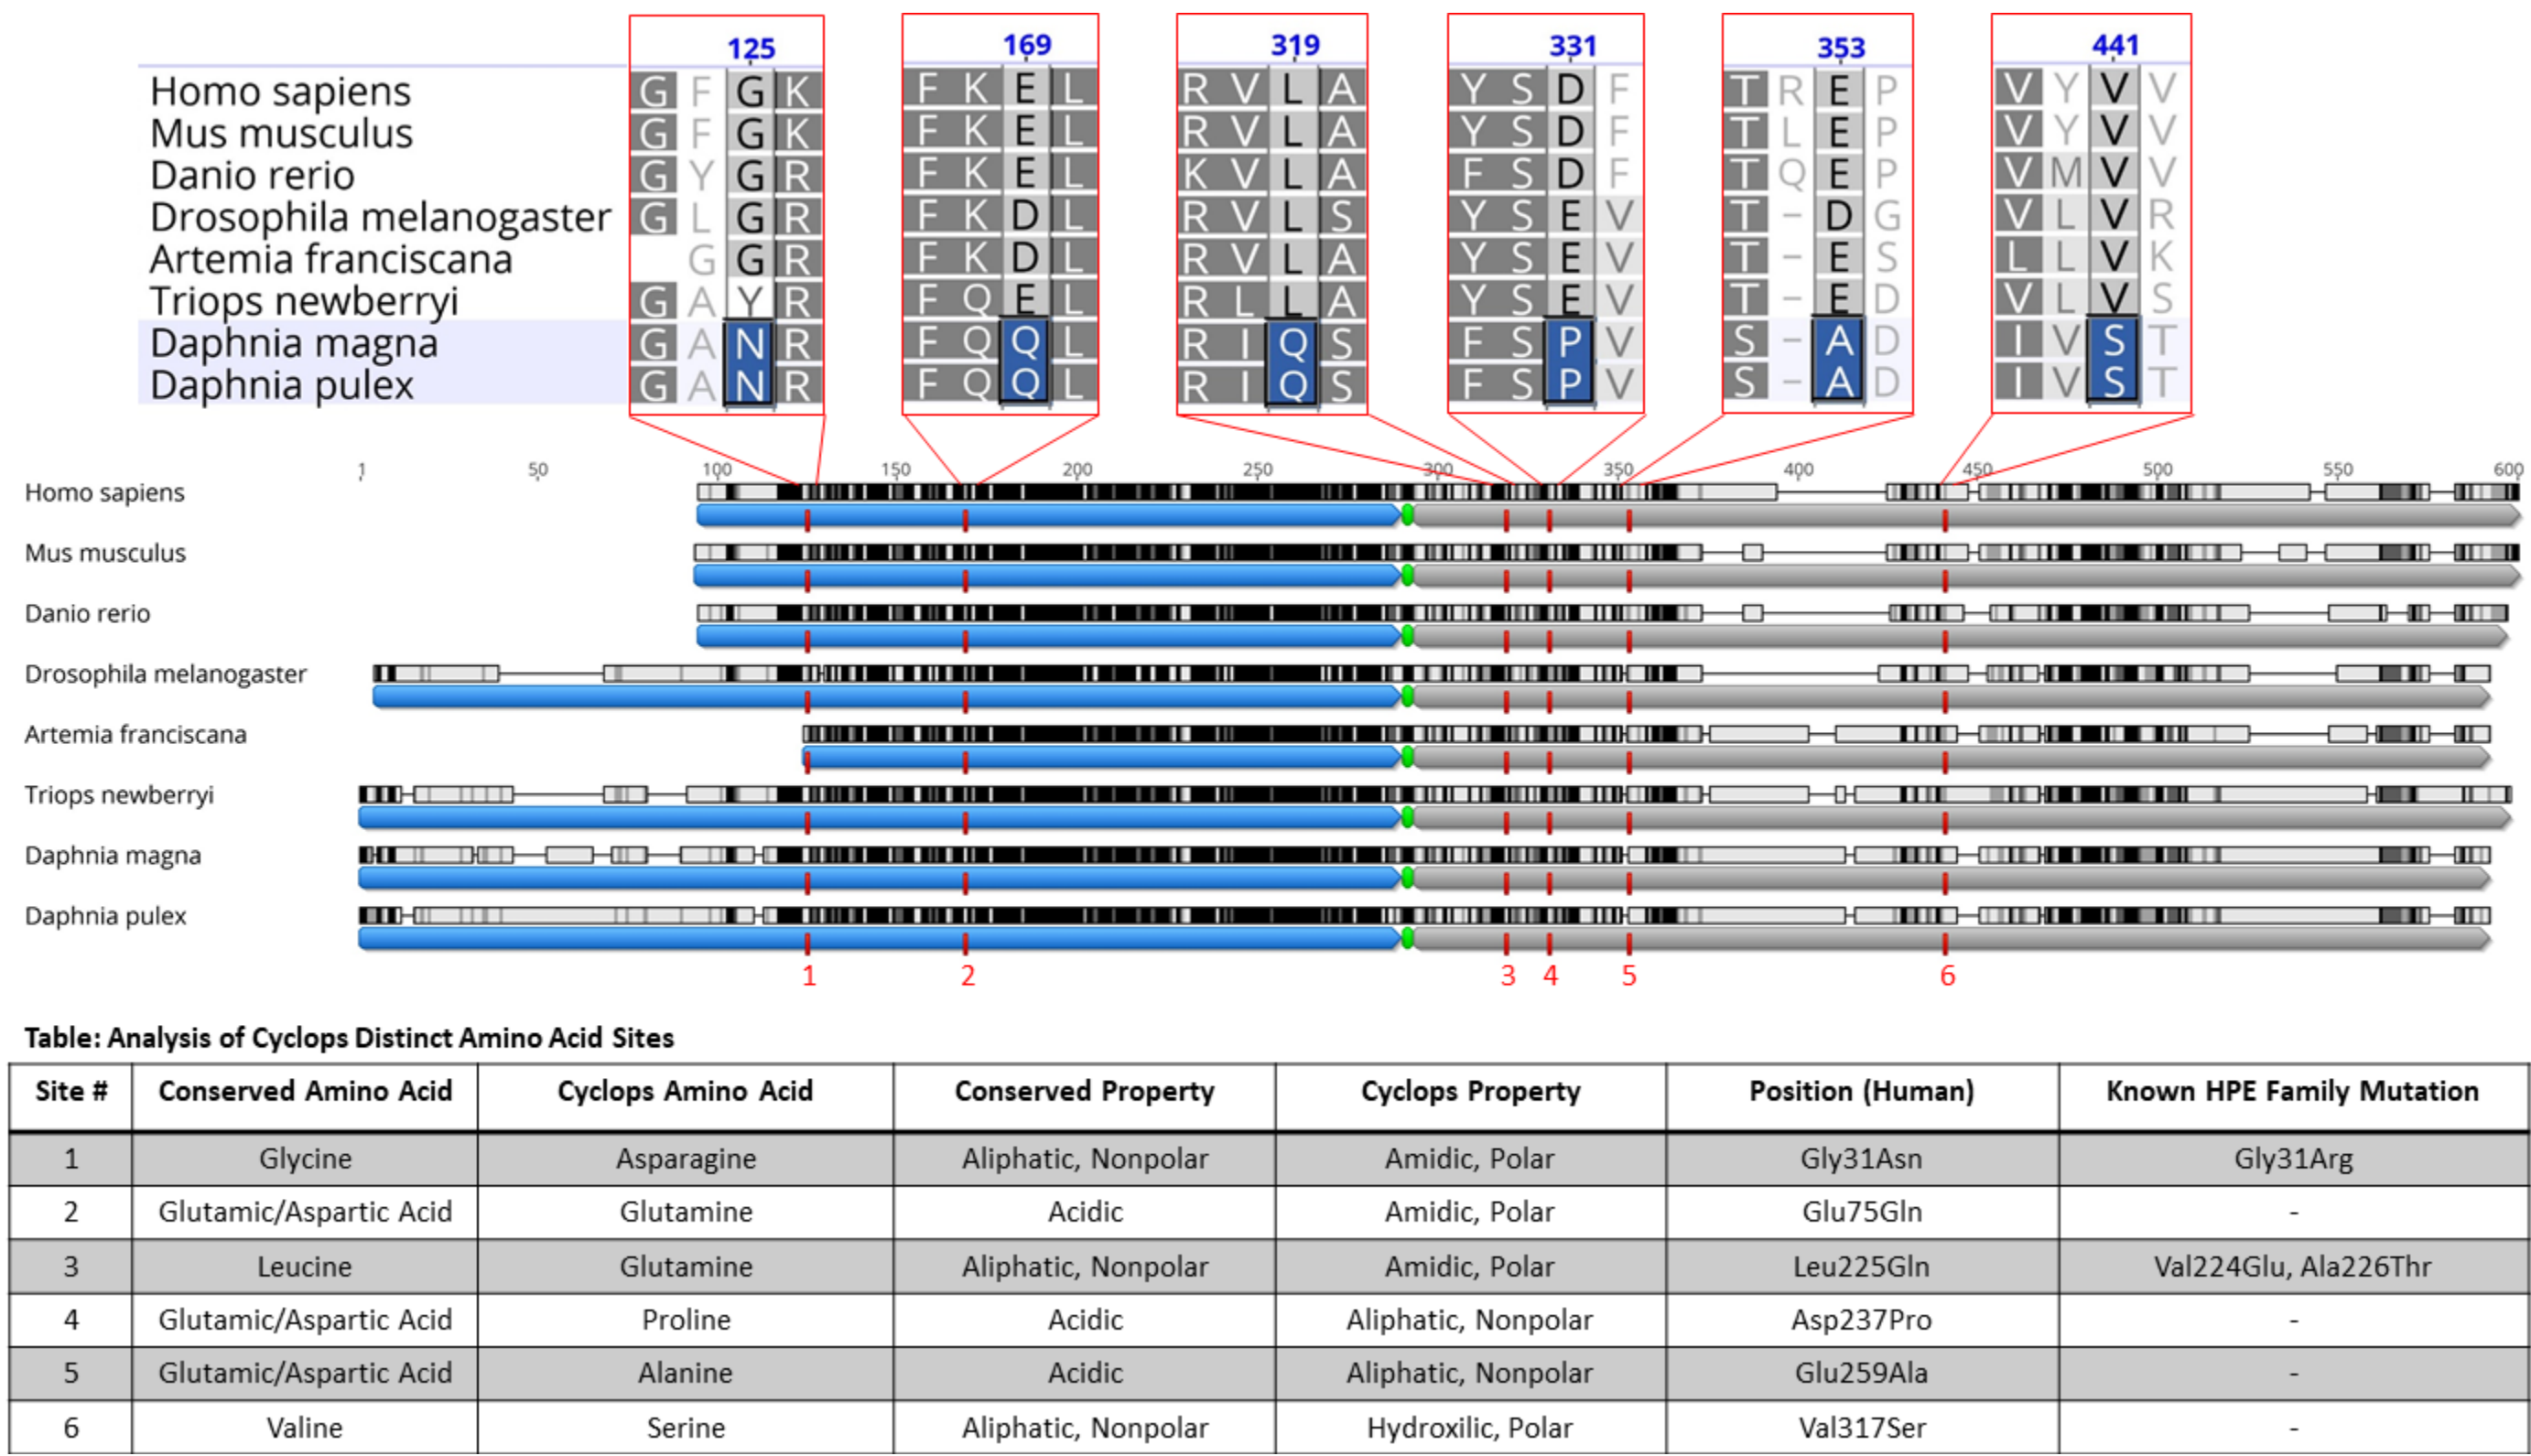 125 169 319 331 353 441
Homo sapiens G F G K F K E L R V L A Y S D F T R E P V Y V V
Mus musculus G F G K F K E L R V L A Y S D F T L E P V Y V V
Danio rerio G Y G R F K E L K V L A F S D F T Q E P V M V V
Drosophila melanogaster G L G R F K D L R V L S Y S E V T - D G V L V R
Artemia franciscana G G R F K D L R V L A Y S E V T - E S L L V K
Triops newberryi G A Y R F Q E L R L L A Y S E V T - E D V L V S
Daphnia magna G A N R F Q Q L R I Q S F S P V S - A D I V S T
Daphnia pulex G A N R F Q Q L R I Q S F S P V S - A D I V S T
1 50 100 150 200 250 300 350 400 450 500 550 600
Homo sapiens
Mus musculus
Danio rerio
Drosophila melanogaster
Artemia franciscana
Triops newberryi
Daphnia magna
Daphnia pulex
1 2 3 4 5 6
Table: Analysis of Cyclops Distinct Amino Acid Sites
Site # Conserved Amino Acid Cyclops Amino Acid Conserved Property Cyclops Property Position (Human) Known HPE Family Mutation
1 Glycine Asparagine Aliphatic, Nonpolar Amidic, Polar Gly31Asn Gly31Arg
2 Glutamic/Aspartic Acid Glutamine Acidic Amidic, Polar Glu75Gln -
3 Leucine Glutamine Aliphatic, Nonpolar Amidic, Polar Leu225Gln Val224Glu, Ala226Thr
4 Glutamic/Aspartic Acid Proline Acidic Aliphatic, Nonpolar Asp237Pro -
5 Glutamic/Aspartic Acid Alanine Acidic Aliphatic, Nonpolar Glu259Ala -
6 Valine Serine Aliphatic, Nonpolar Hydroxilic, Polar Val317Ser -